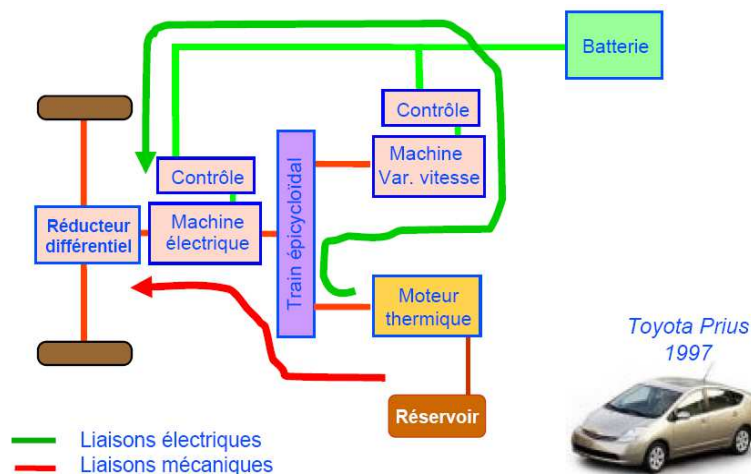 Batterie
Contrôle
Machine
Var. vitesse
Contrôle
Réducteur
différentiel
Machine
électrique
Train épicycloïdal
Moteur
thermique
Toyota Prius
1997
Réservoir
Liaisons électriques
Liaisons mécaniques